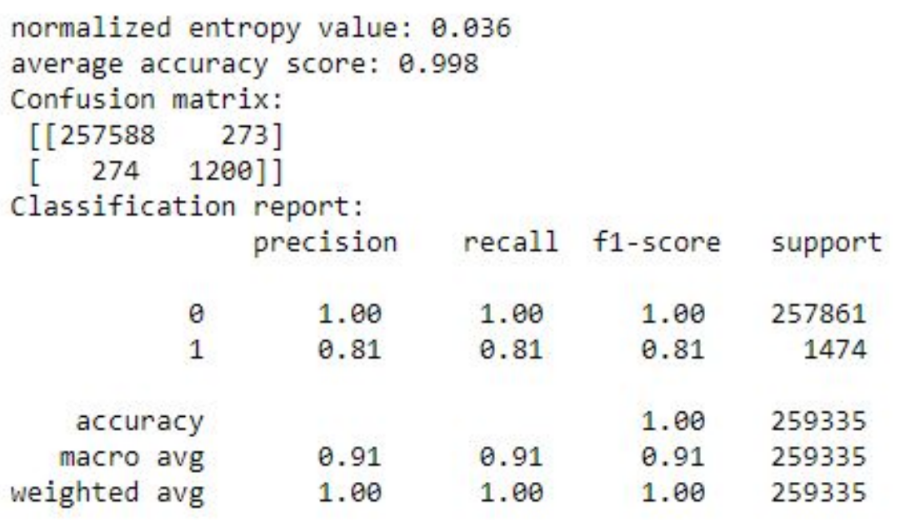 normalized entropy value: 0.036
average accuracy score: 0.998
Confusion matrix:
[[257588 273]
[ 274 1200]]
Classification report:
precision recall f1-score support
0 1.00 1.00 1.00 257861
1 0.81 0.81 0.81 1474
accuracy 1.00 259335
macro avg 0.91 0.91 0.91 259335
weighted avg 1.00 1.00 1.00 259335